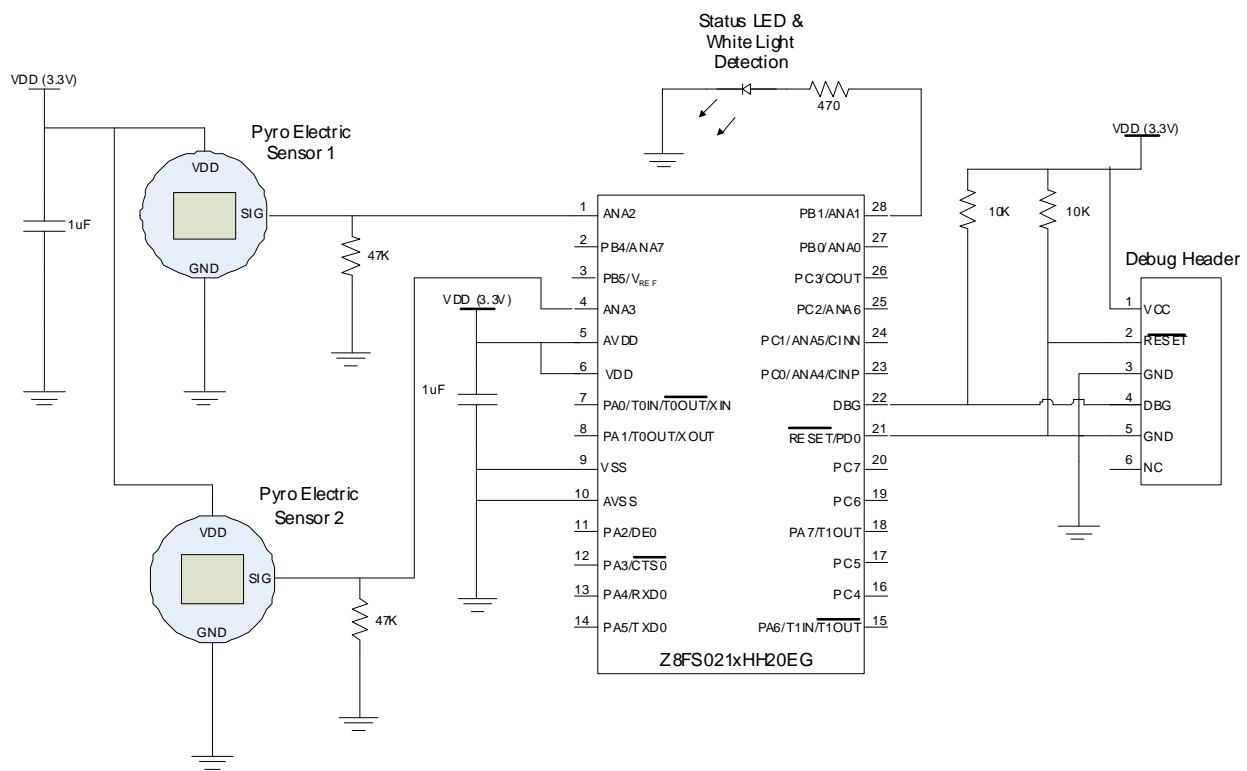 Status LED &
White Light
Detection
470
VDD (3.3V)
Pyro Electric
Sensor 1
VDD
SIG
GND
1uF
47K
VDD (3.3V)
10K
10K
Debug Header
1 VCC
2 RESET
3 GND
4 DBG
5 GND
6 NC
VDD (3.3V)
1uF
1 ANA2
2 PB4/ANA7
3 PB5/VREF
4 ANA3
5 AVDD
6 VDD
7 PA0/T0IN/T0OUT/XIN
8 PA1/T0OUT/XOUT
9 VSS
10 AVSS
11 PA2/DE0
12 PA3/CTS0
13 PA4/RXD0
14 PA5/TXD0
PB1/ANA1 28
PB0/ANA0 27
PC3/COUT 26
PC2/ANA6 25
PC1/ANA5/CINN 24
PC0/ANA4/CINP 23
DBG 22
RESET/PD0 21
PC7 20
PC6 19
PA7/T1OUT 18
PC5 17
PC4 16
PA6/T1IN/T1OUT 15
Z8FS021xHH20EG
Pyro Electric
Sensor 2
VDD
SIG
GND
47K